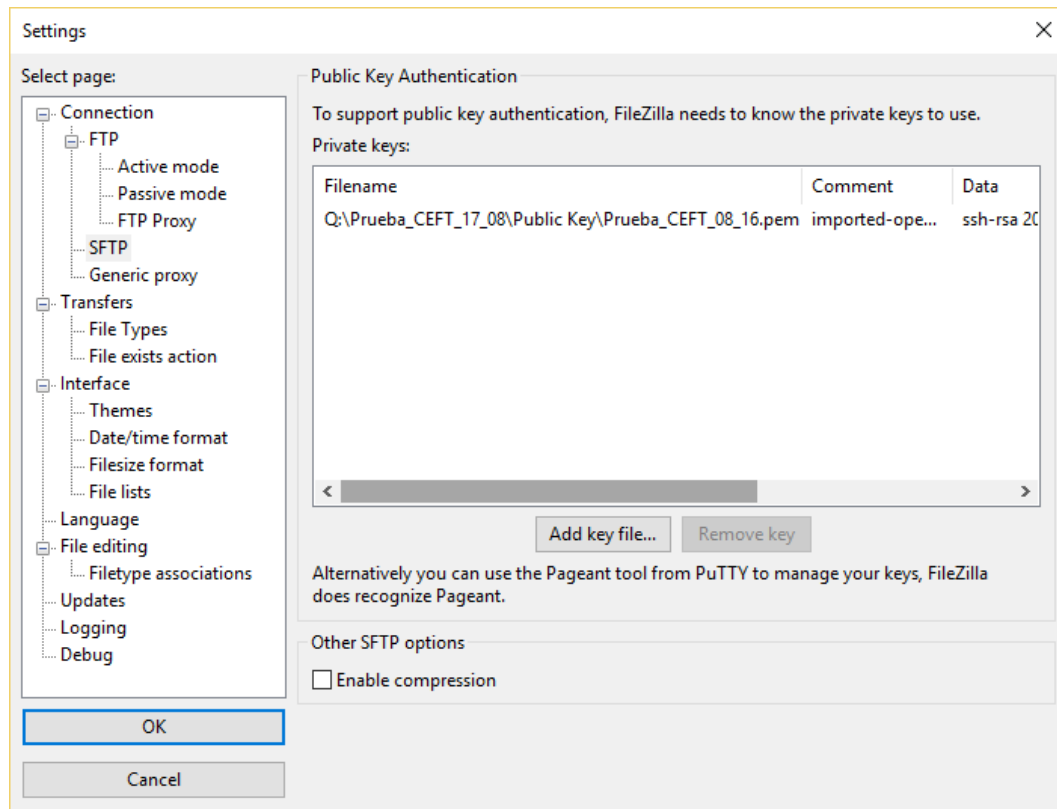 Settings
Select page:
Connection
FTP
Active mode
Passive mode
FTP Proxy
SFTP
Generic proxy
Transfers
File Types
File exists action
Interface
Themes
Date/time format
Filesize format
File lists
Language
File editing
Filetype associations
Updates
Logging
Debug
OK
Cancel
Public Key Authentication
To support public key authentication, FileZilla needs to know the private keys to use.
Private keys:
Filename Comment Data
Q:\Prueba_CEFT_17_08\Public Key\Prueba_CEFT_08_16.pem imported-ope... ssh-rsa 20
Add key file... Remove key
Alternatively you can use the Pageant tool from PuTTY to manage your keys, FileZilla
does recognize Pageant.
Other SFTP options
Enable compression